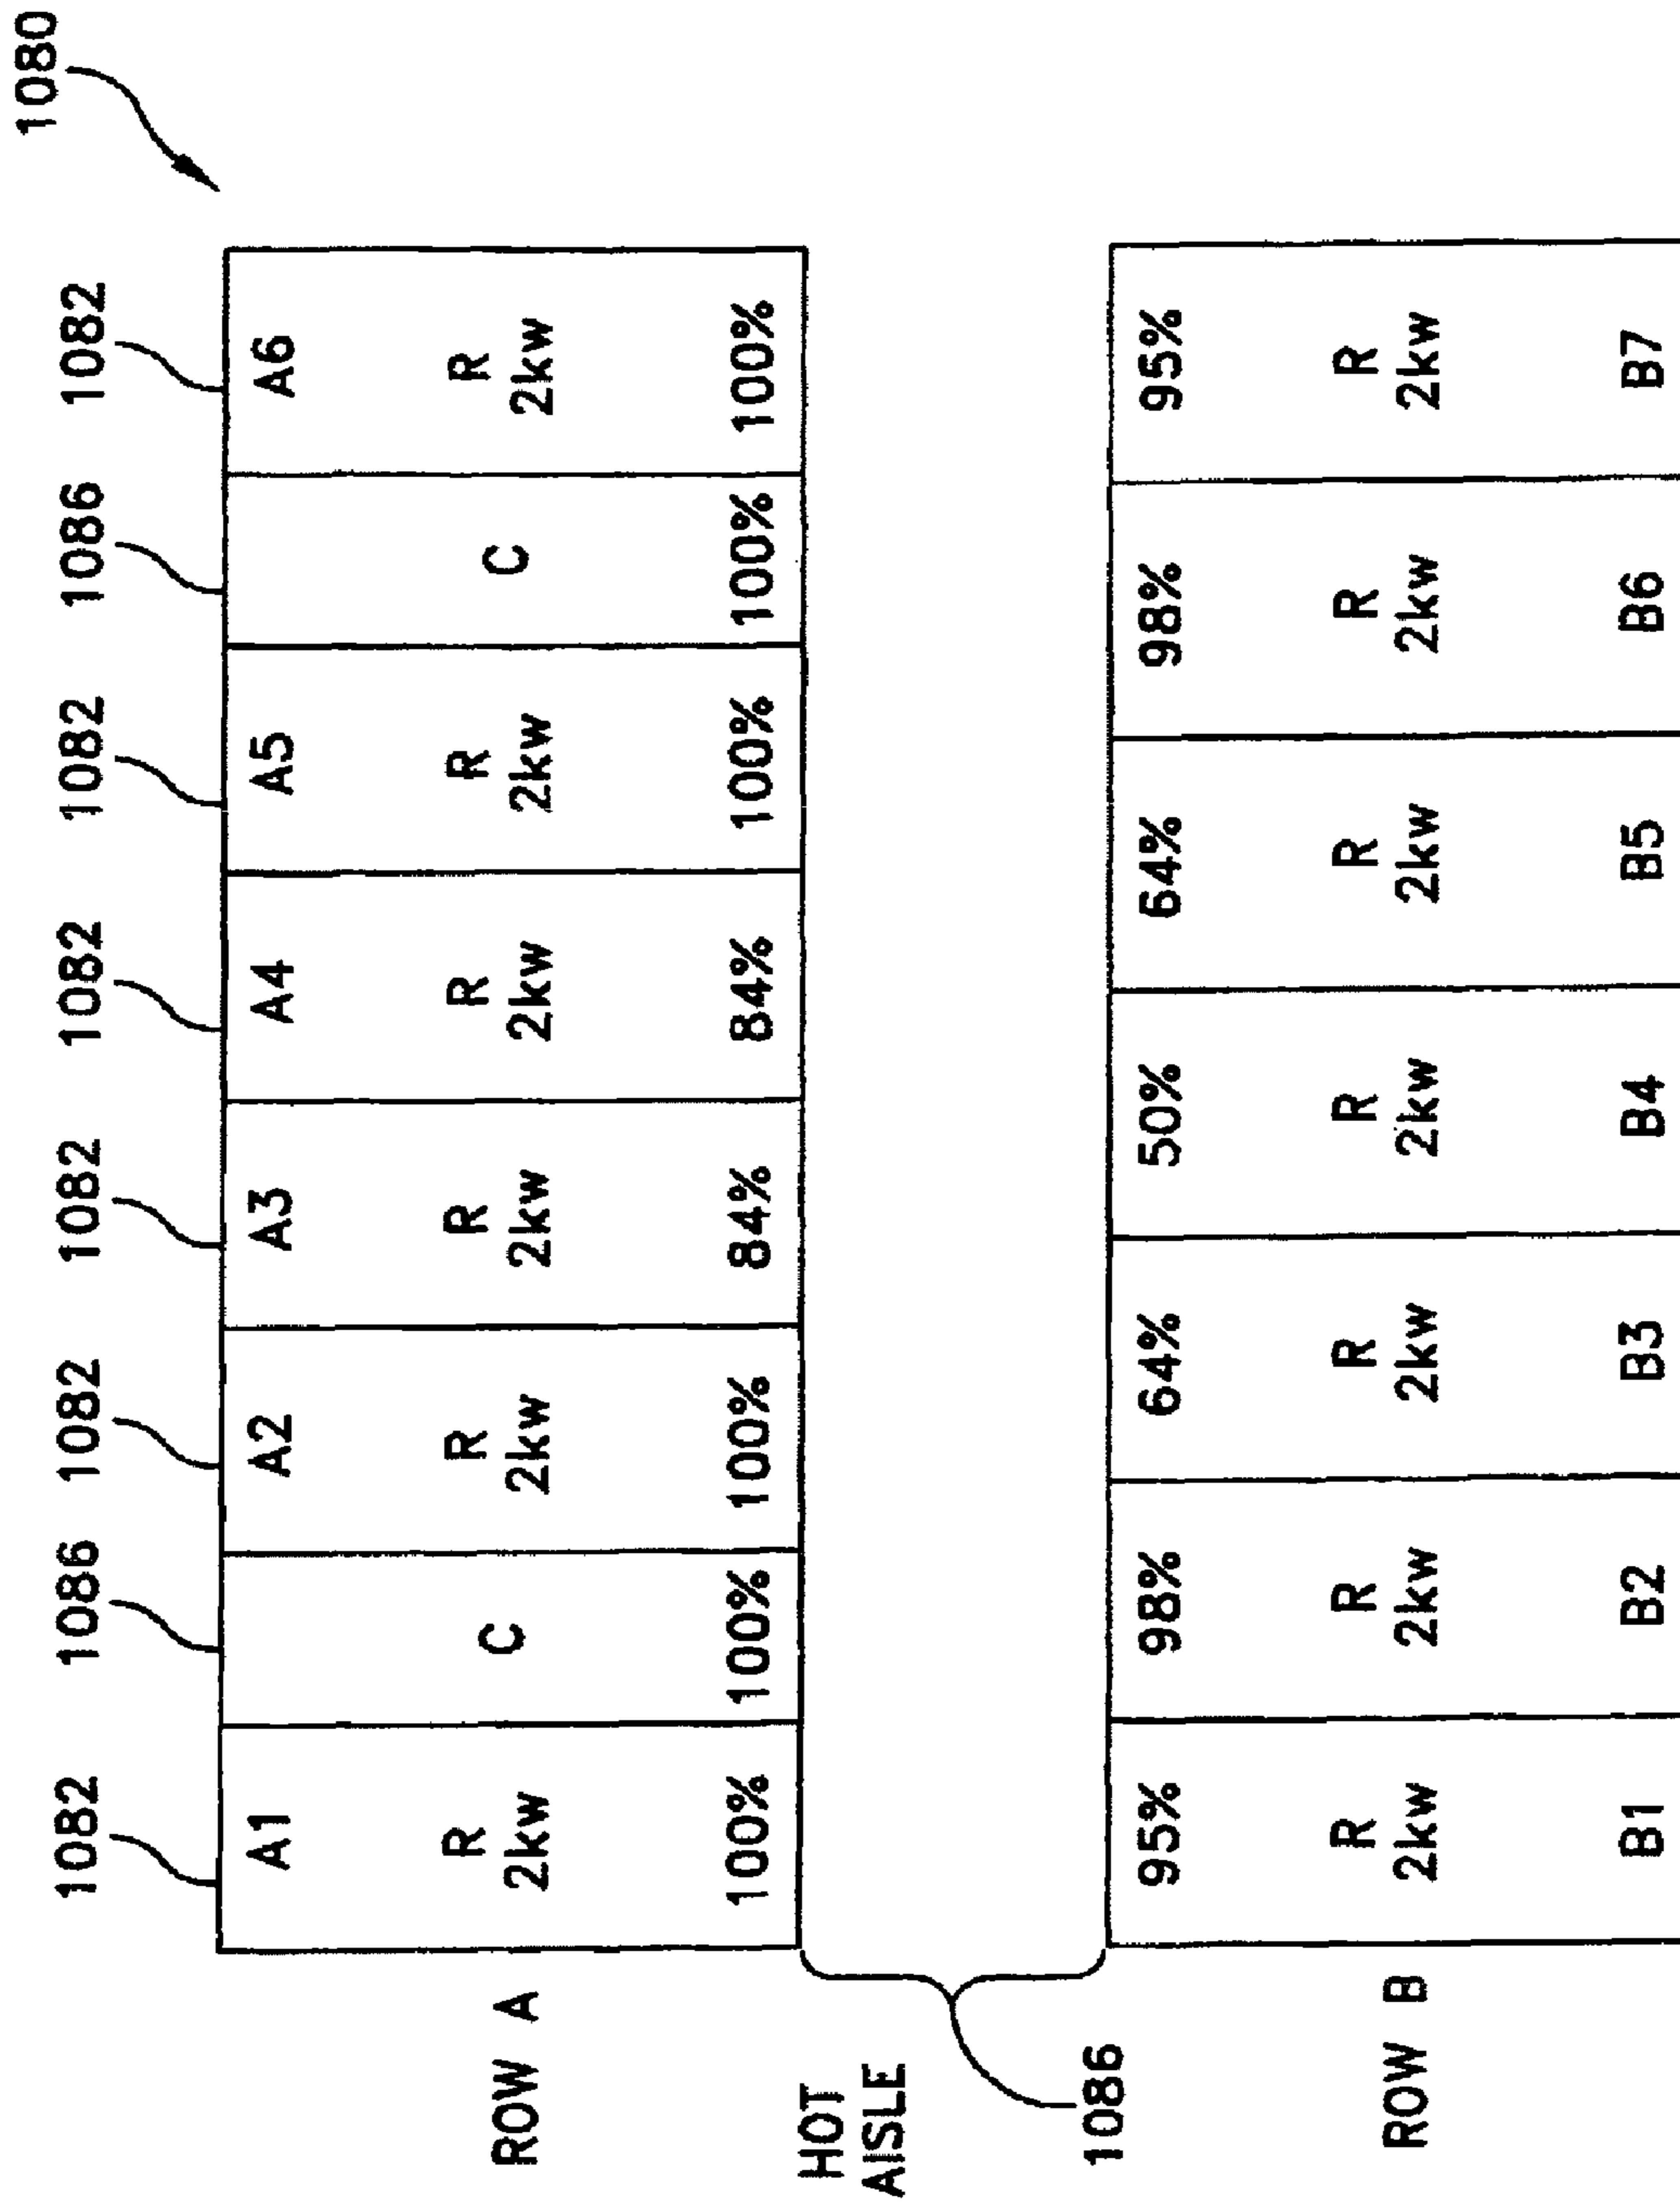 1080
1082 1086 1082 1082 1082 1082 1086 1082
A1 A2 A3 A4 A5 A6
ROW A
R C R R R R C R
2kw 2kw 2kw 2kw 2kw 2kw
100% 100% 100% 84% 84% 100% 100% 100%
HOT
AISLE
1086
95% 98% 64% 50% 64% 98% 95%
ROW B
R R R R R R R
2kw 2kw 2kw 2kw 2kw 2kw 2kw
B1 B2 B3 B4 B5 B6 B7